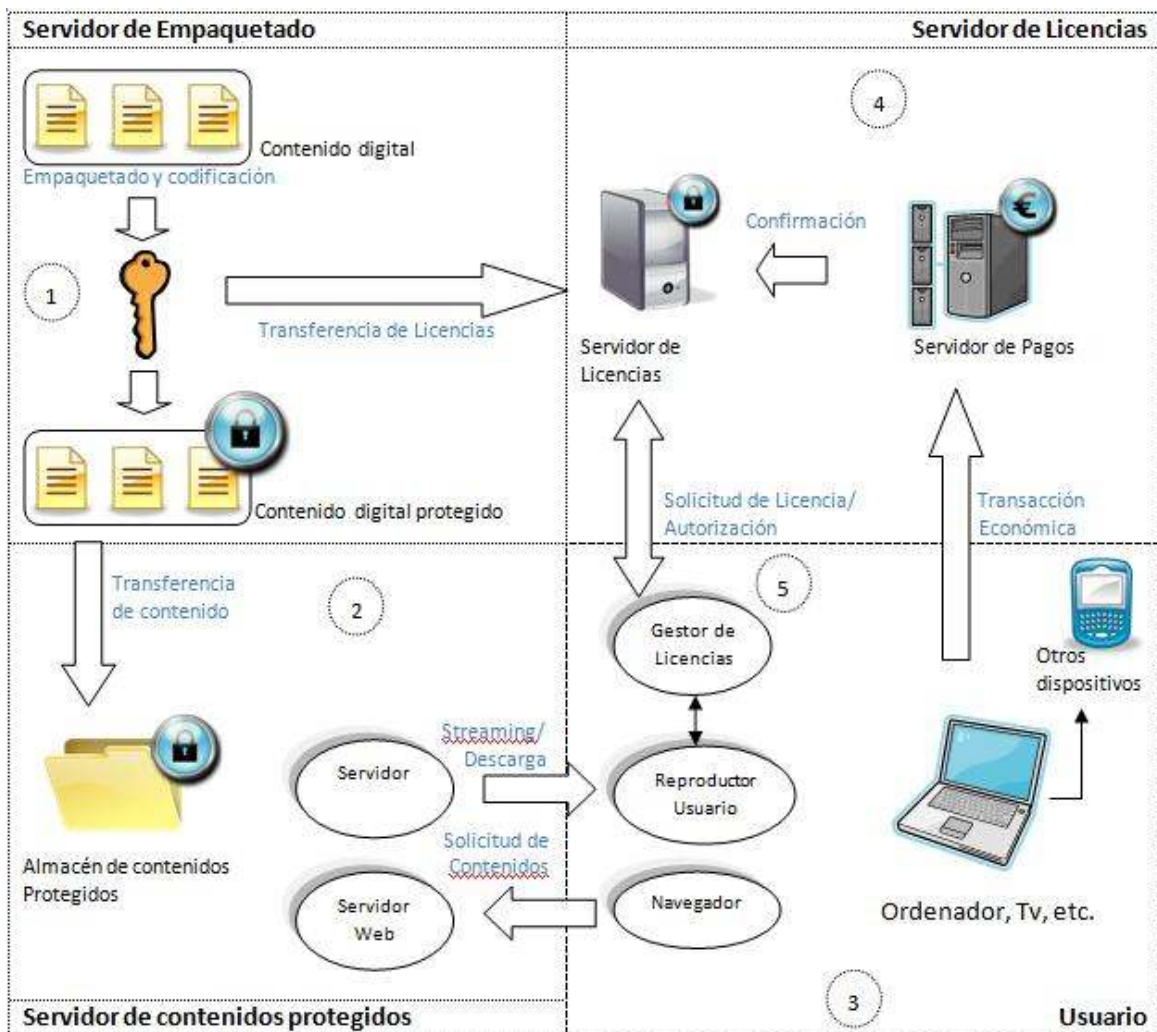 Servidor de Empaquetado
Servidor de Licencias
Contenido digital
Empaquetado y codificación
1
Transferencia de Licencias
Contenido digital protegido
4
Confirmación
€
Servidor de
Licencias
Servidor de Pagos
Solicitud de Licencia/
Autorización
Transacción
Económica
Transferencia
de contenido
2
Almacén de contenidos
Protegidos
Servidor
Streaming/
Descarga
Solicitud de
Contenidos
Servidor
Web
5
Gestor de
Licencias
Reproductor
Usuario
Navegador
Otros
dispositivos
Ordenador, Tv, etc.
3
Servidor de contenidos protegidos
Usuario